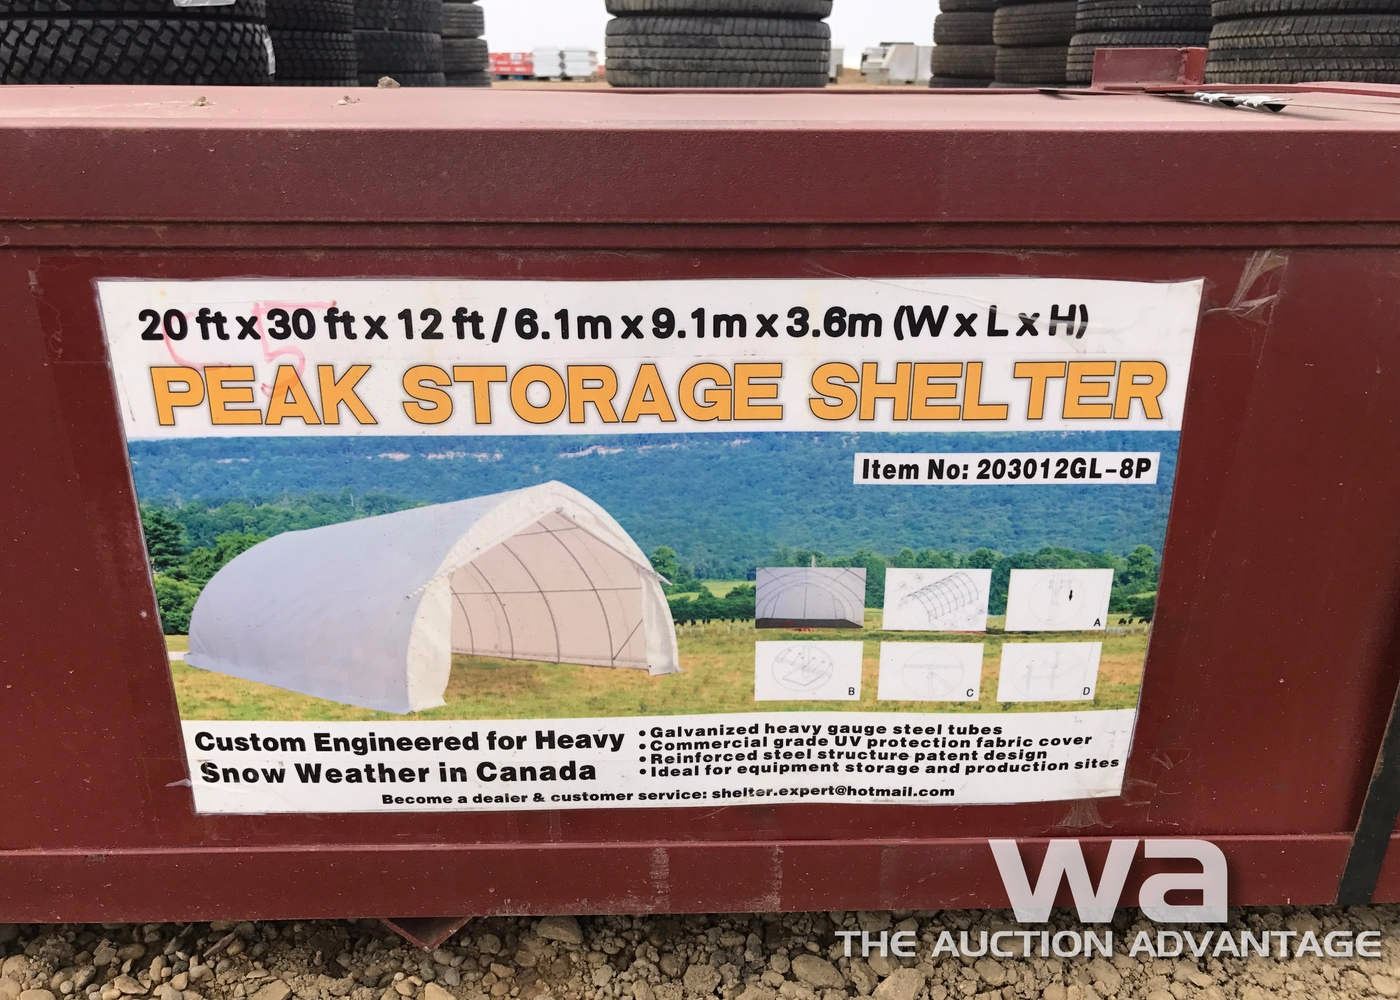 20 ft x 30 ft x 12 ft / 6.1m x 9.1m x 3.6m (W x L x H)
PEAK STORAGE SHELTER
Item No: 203012GL-8P
A
B
C
D
Custom Engineered for Heavy
Snow Weather in Canada
• Galvanized heavy gauge steel tubes
• Commercial grade UV protection fabric cover
• Reinforced steel structure patent design
• Ideal for equipment storage and production sites
Become a dealer & customer service: shelter.expert@hotmail.com
wa
THE AUCTION ADVANTAGE